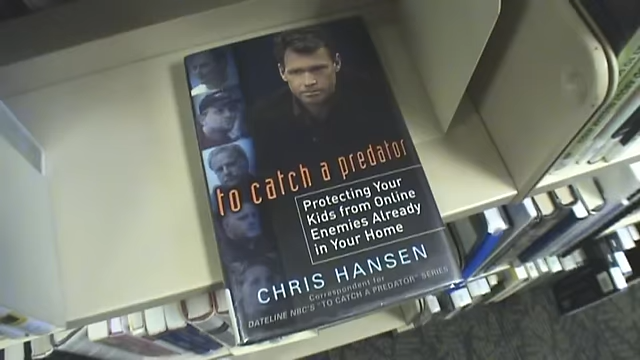 to catch a predator
Protecting Your
Kids from Online
Enemies Already
in Your Home
CHRIS HANSEN
Correspondent for
DATELINE NBC'S "TO CATCH A PREDATOR" SERIES